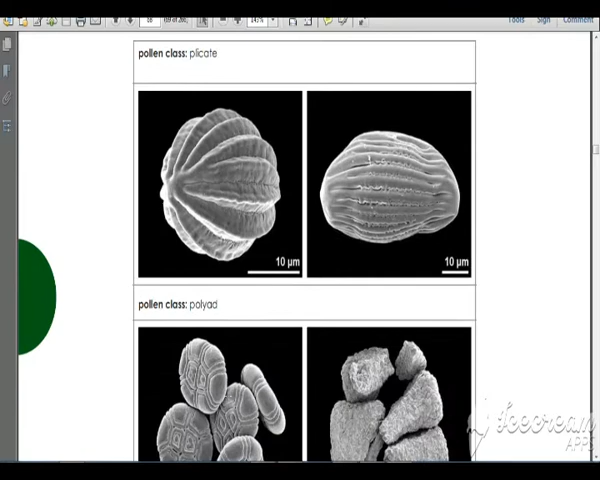 Tools Sign Comment
pollen class: plicate
10 µm
10 µm
pollen class: polyad
Icecream
APPS